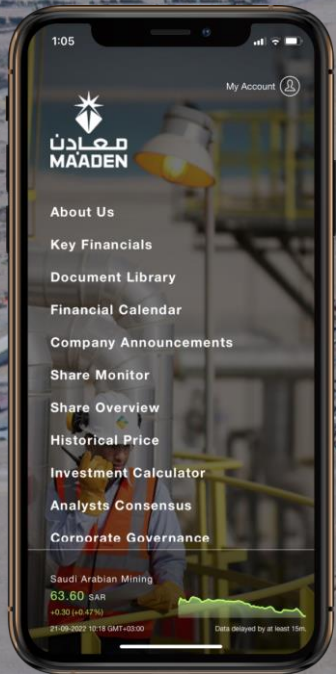 1:05
My Account
معادن
MA'ADEN
About Us
Key Financials
Document Library
Financial Calendar
Company Announcements
Share Monitor
Share Overview
Historical Price
Investment Calculator
Analysts Consensus
Corporate Governance
Saudi Arabian Mining
63.60 SAR
+0.30 (+0.47%)
21-09-2022 10:18 GMT+03:00
Data delayed by at least 15m.